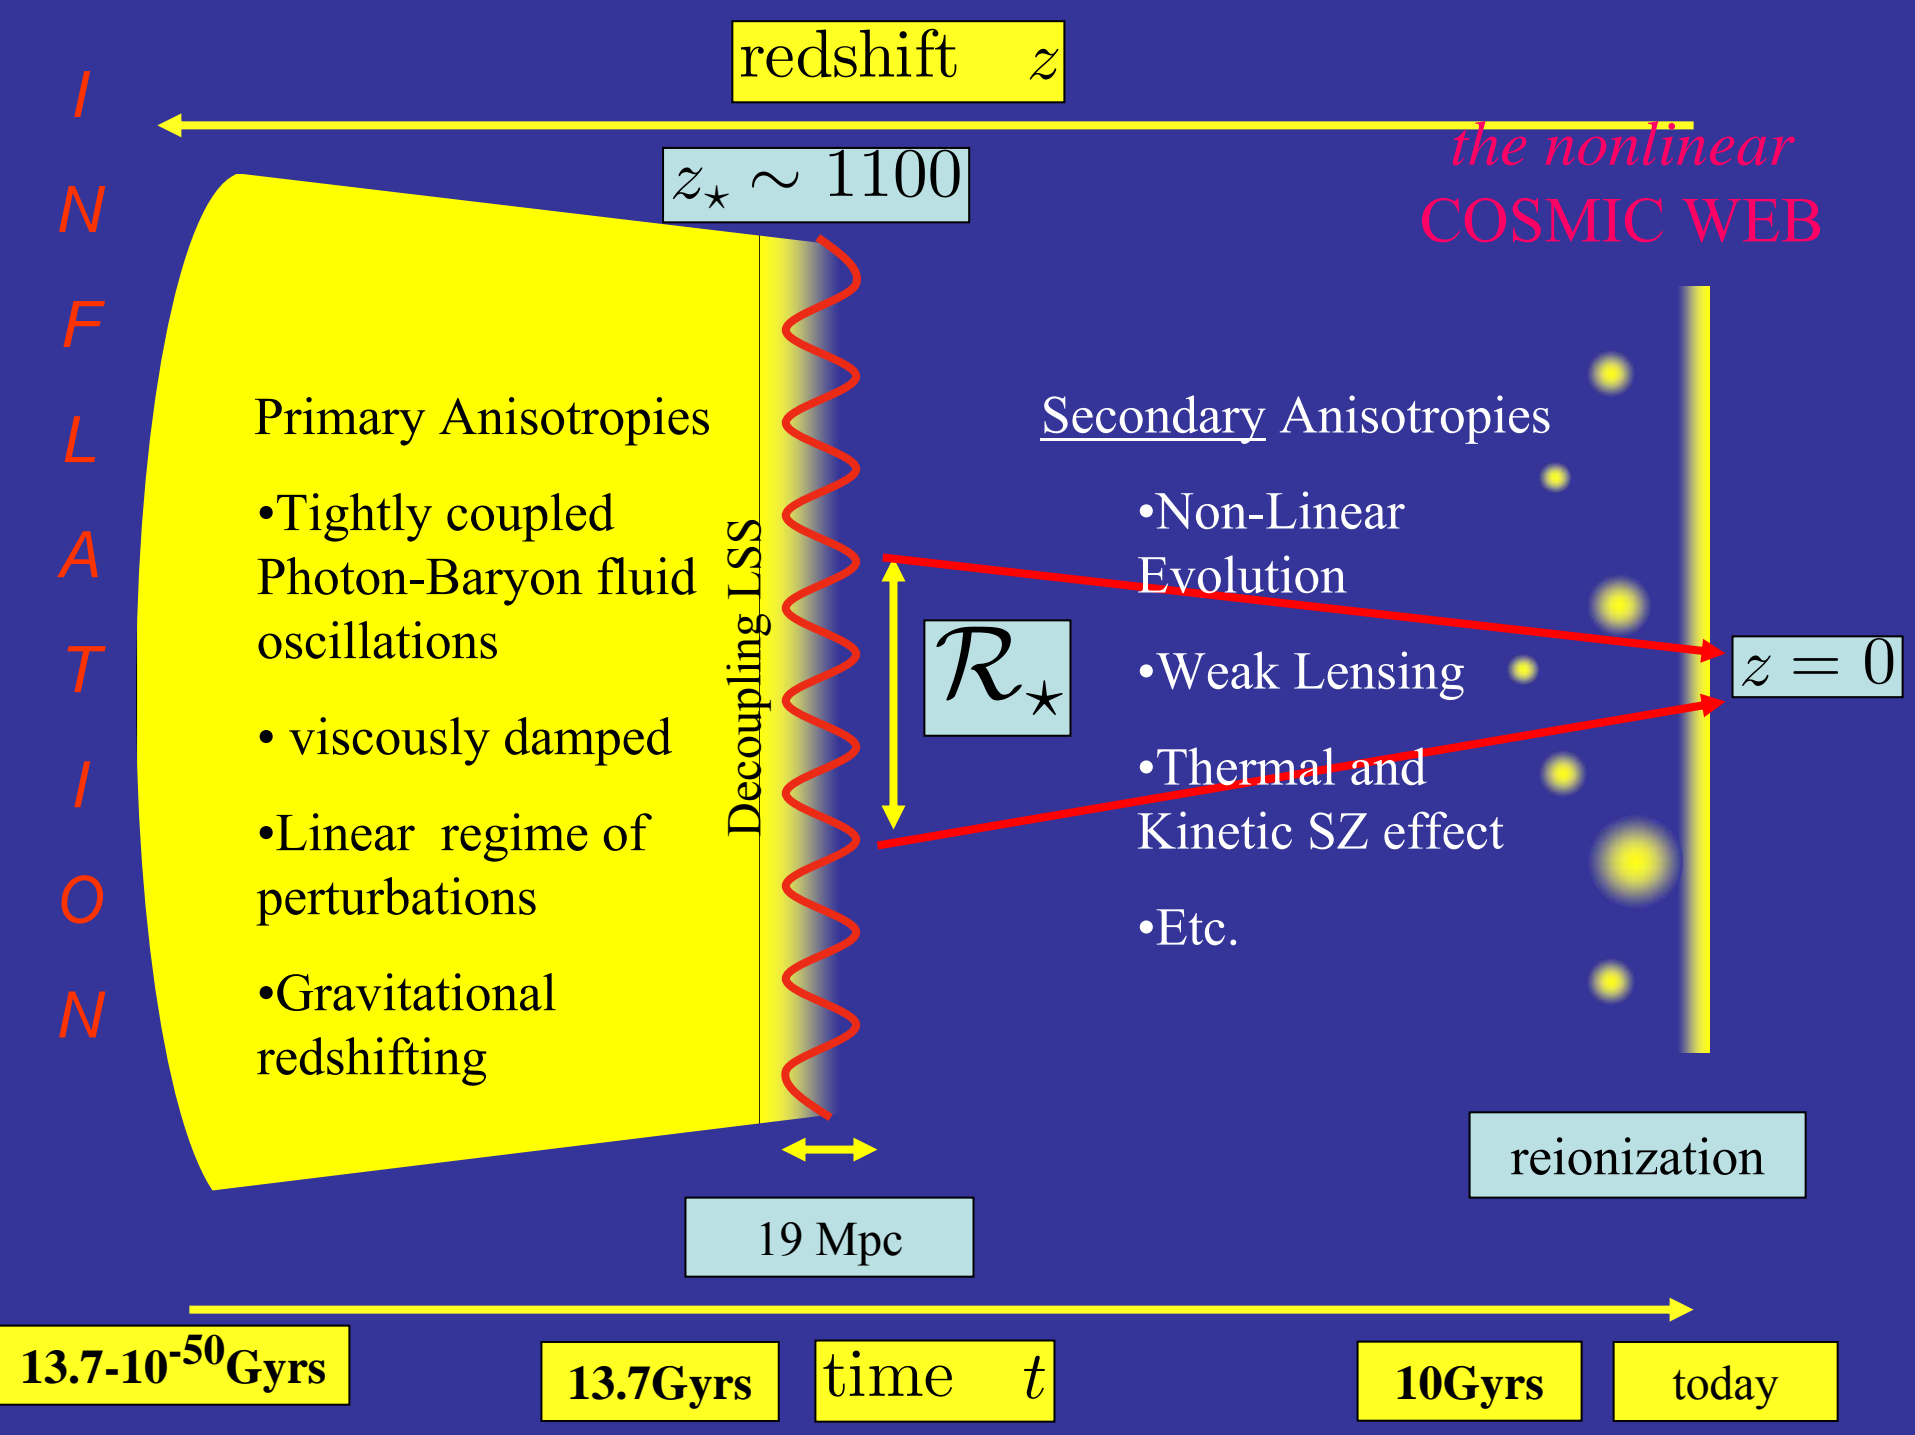 redshift z
INFLATION
z⋆ ∼ 1100
the nonlinear
COSMIC WEB
Primary Anisotropies
•Tightly coupled
Photon-Baryon fluid
oscillations
• viscously damped
•Linear regime of
perturbations
•Gravitational
redshifting
Decoupling LSS
R⋆
Secondary Anisotropies
•Non-Linear
Evolution
•Weak Lensing
•Thermal and
Kinetic SZ effect
•Etc.
z = 0
reionization
19 Mpc
13.7-10⁻⁵⁰Gyrs
13.7Gyrs
time t
10Gyrs
today